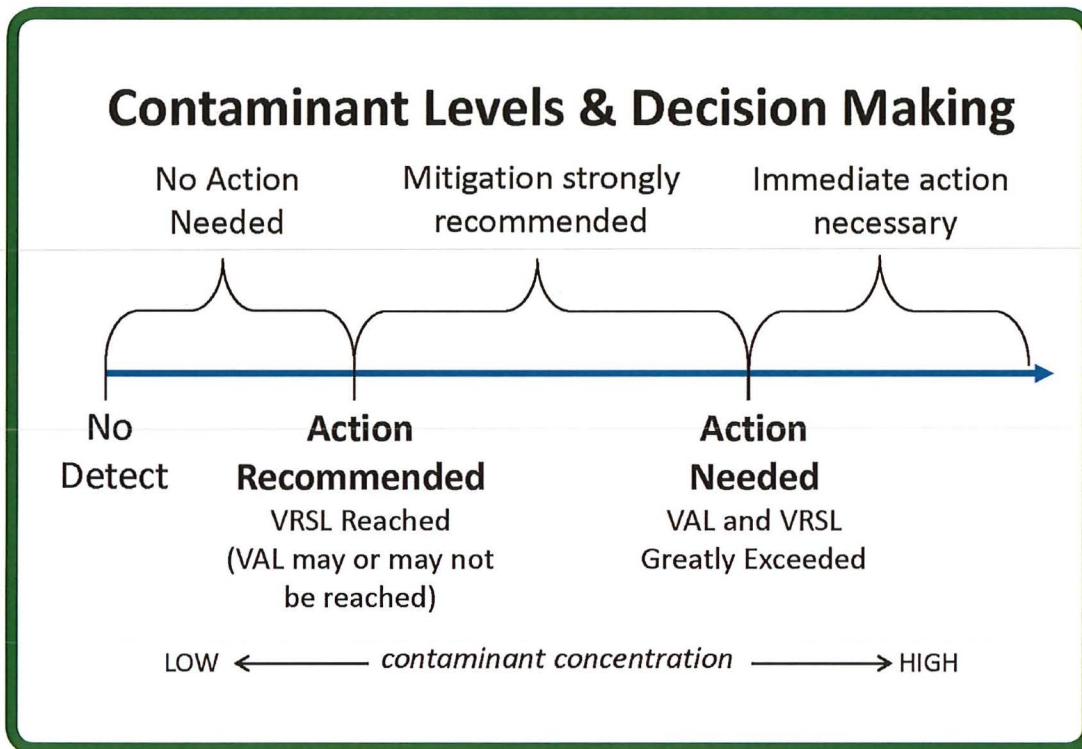 Contaminant Levels & Decision Making
No Action
Needed
Mitigation strongly
recommended
Immediate action
necessary
No
Detect
Action
Recommended
VRSL Reached
(VAL may or may not
be reached)
Action
Needed
VAL and VRSL
Greatly Exceeded
LOW
contaminant concentration
HIGH